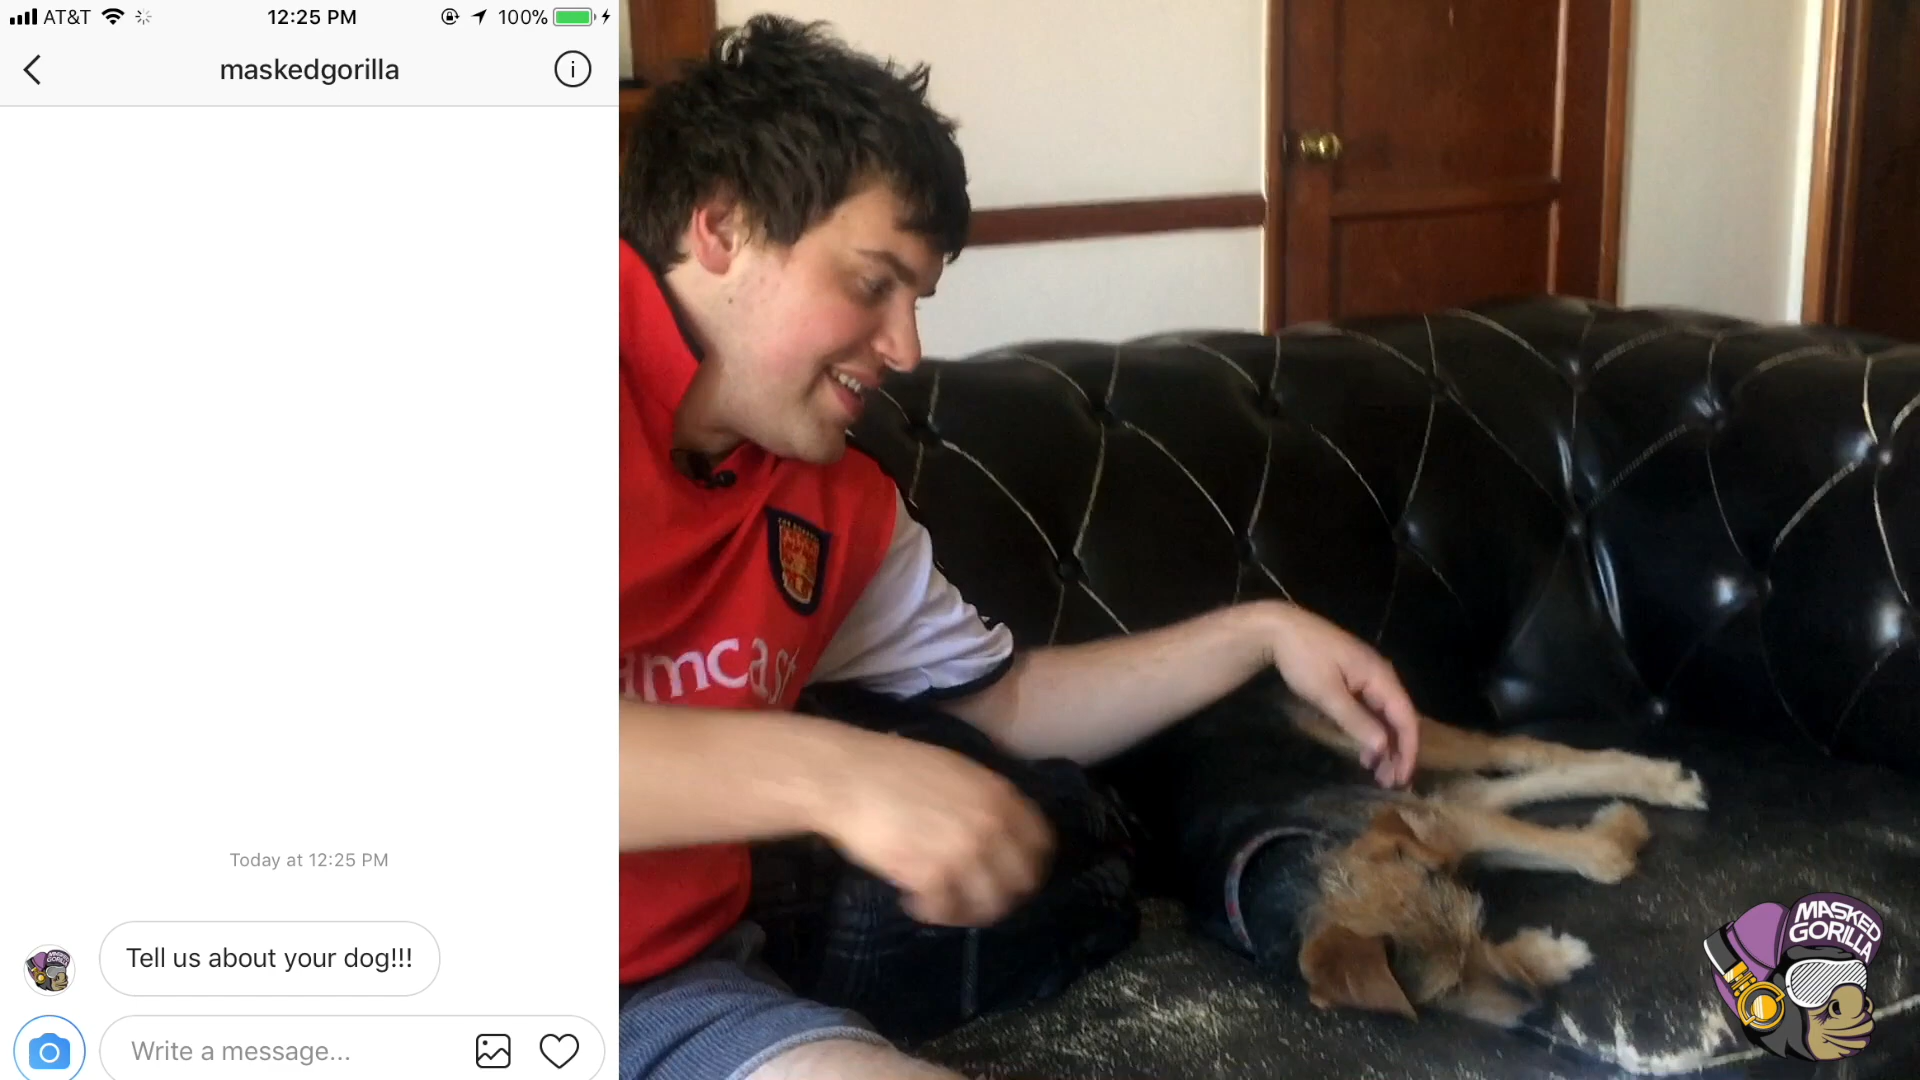 AT&T
12:25 PM
100%
maskedgorilla
Today at 12:25 PM
Tell us about your dog!!!
Write a message...
amcast
MASKED
GORILLA